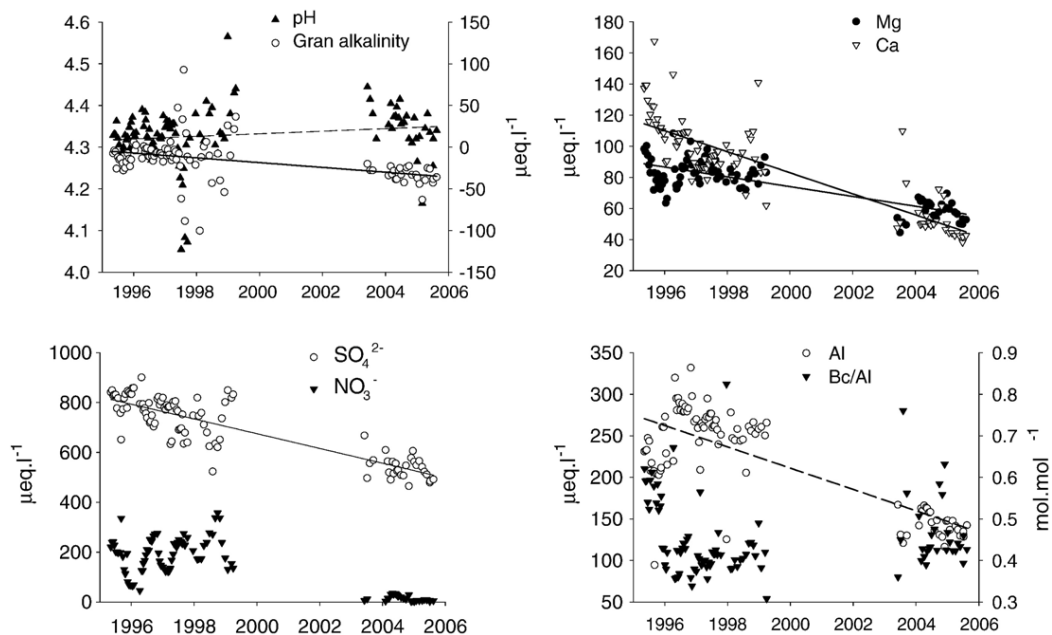 pH
Gran alkalinity
4.6
4.5
4.4
4.3
4.2
4.1
4.0
150
100
50
0
-50
-100
-150
µeq.l⁻¹
1996 1998 2000 2002 2004 2006
Mg
Ca
180
160
140
120
100
80
60
40
20
µeq.l⁻¹
1996 1998 2000 2002 2004 2006
SO₄²⁻
NO₃⁻
1000
800
600
400
200
0
µeq.l⁻¹
1996 1998 2000 2002 2004 2006
Al
Bc/Al
350
300
250
200
150
100
50
µeq.l⁻¹
0.9
0.8
0.7
0.6
0.5
0.4
0.3
mol.mol⁻¹
1996 1998 2000 2002 2004 2006